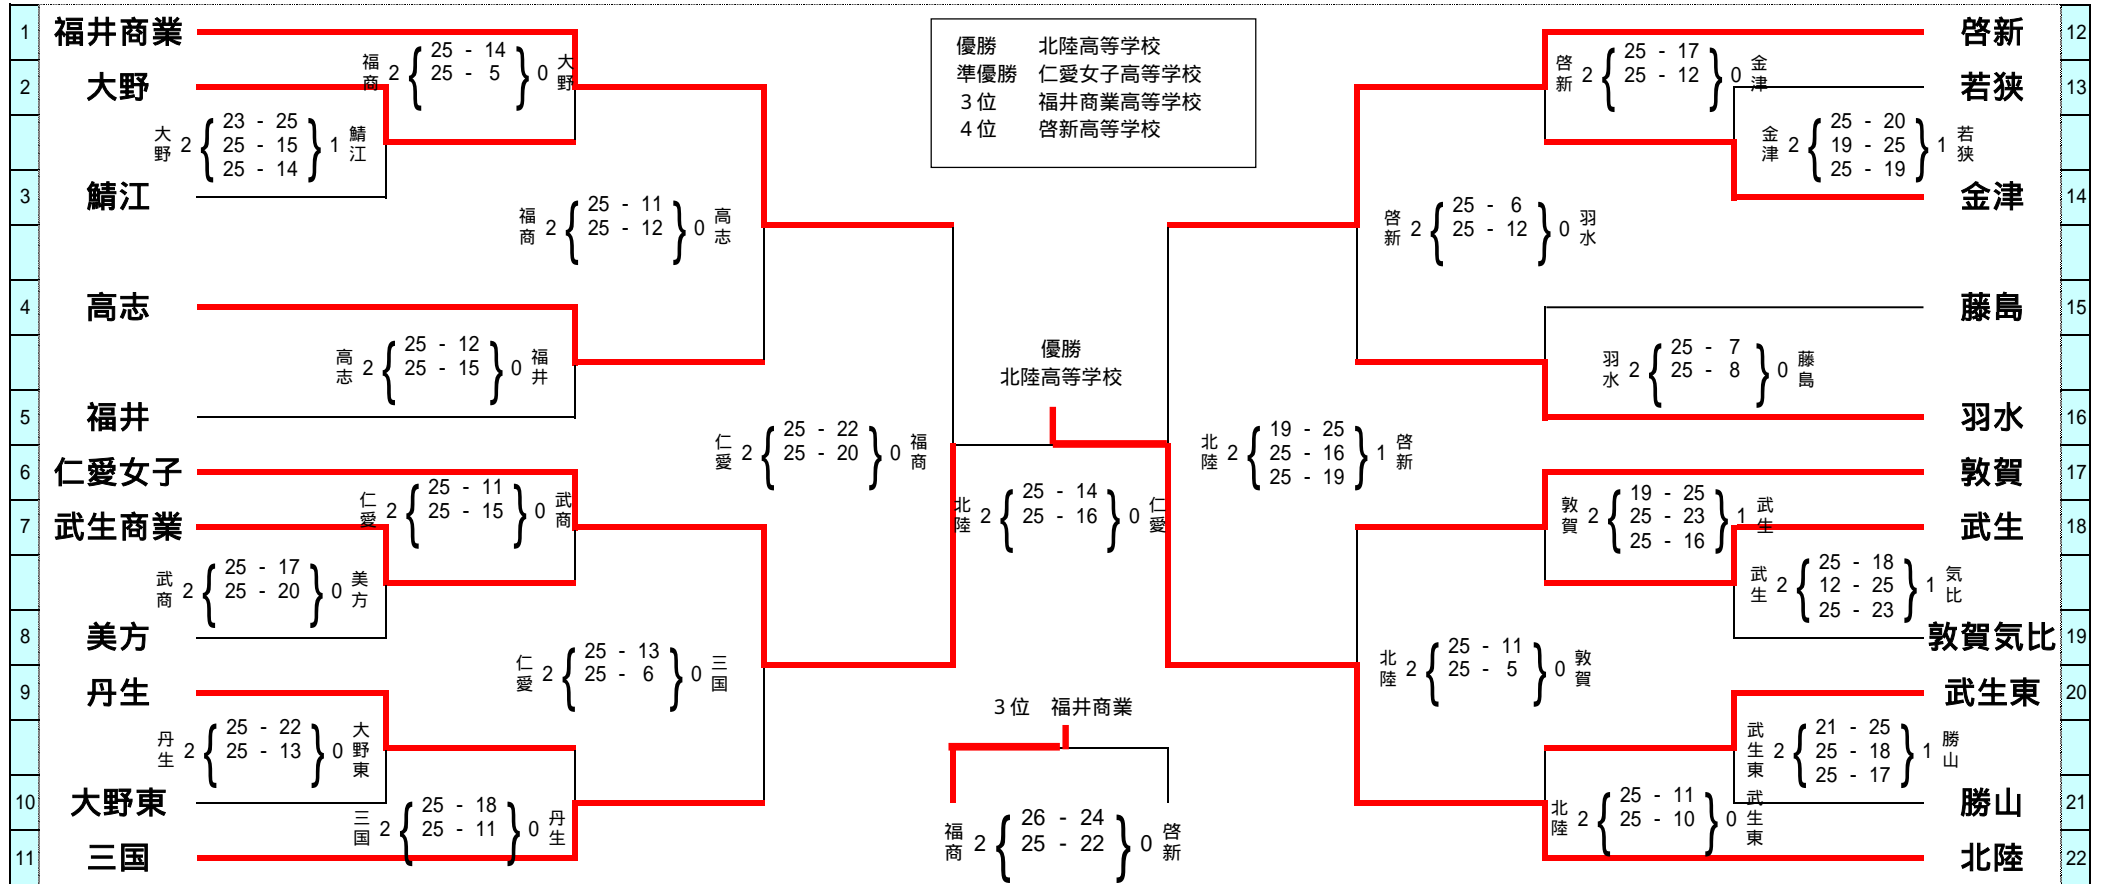 優勝 北陸高等学校
準優勝 仁愛女子高等学校
3位 福井商業高等学校
4位 啓新高等学校
1 福井商業
2 大野
3 鯖江
4 高志
5 福井
6 仁愛女子
7 武生商業
8 美方
9 丹生
10 大野東
11 三国
福商 2 { 25 - 14 } 0 大野
25 - 5
大野 2 { 23 - 25 } 1 鯖江
25 - 15
25 - 14
福商 2 { 25 - 11 } 0 高志
25 - 12
高志 2 { 25 - 12 } 0 福井
25 - 15
仁愛 2 { 25 - 22 } 0 福商
25 - 20
仁愛 2 { 25 - 11 } 0 武商
25 - 15
武商 2 { 25 - 17 } 0 美方
25 - 20
仁愛 2 { 25 - 13 } 0 三国
25 - 6
丹生 2 { 25 - 22 } 0 大野東
25 - 13
三国 2 { 25 - 18 } 0 丹生
25 - 11
優勝
北陸高等学校
北陸 2 { 25 - 14 } 0 仁愛
25 - 16
3位 福井商業
福商 2 { 26 - 24 } 0 啓新
25 - 22
啓新 2 { 25 - 17 } 0 金津
25 - 12
金津 2 { 25 - 20 } 1 若狭
19 - 25
25 - 19
啓新 2 { 25 - 6 } 0 羽水
25 - 12
羽水 2 { 25 - 7 } 0 藤島
25 - 8
北陸 2 { 19 - 25 } 1 啓新
25 - 16
25 - 19
敦賀 2 { 19 - 25 } 1 武生
25 - 23
25 - 16
武生 2 { 25 - 18 } 1 気比
12 - 25
25 - 23
北陸 2 { 25 - 11 } 0 敦賀
25 - 5
武生東 2 { 21 - 25 } 1 勝山
25 - 18
25 - 17
北陸 2 { 25 - 11 } 0 武生東
25 - 10
啓新 12
若狭 13
金津 14
藤島 15
羽水 16
敦賀 17
武生 18
敦賀気比 19
武生東 20
勝山 21
北陸 22